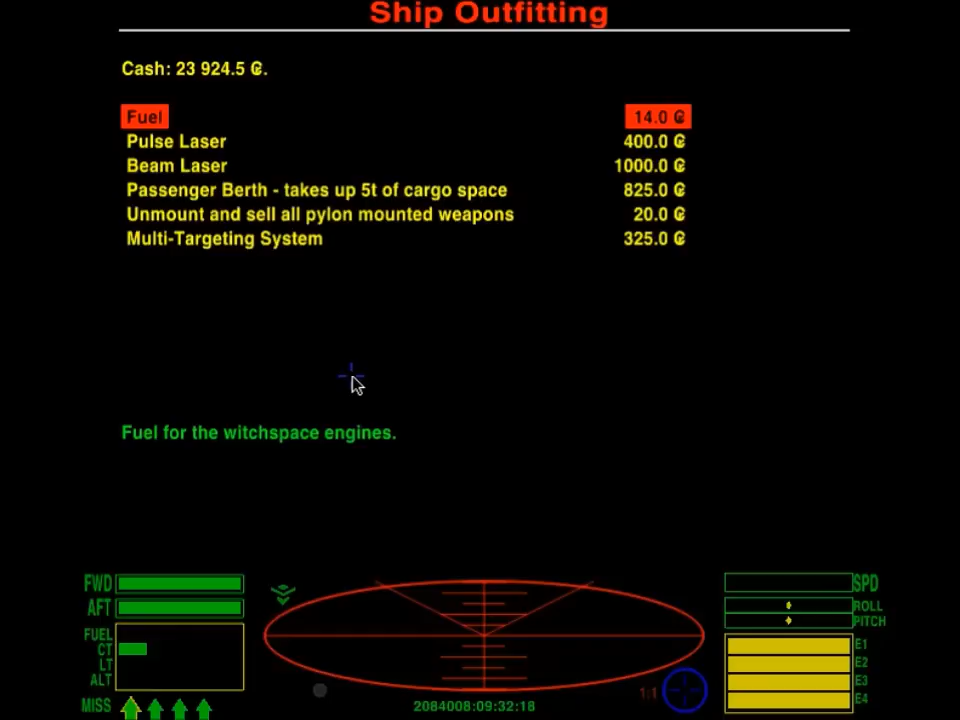 Ship Outfitting
Cash: 23 924.5 ₢.
Fuel 14.0 ₢
Pulse Laser 400.0 ₢
Beam Laser 1000.0 ₢
Passenger Berth - takes up 5t of cargo space 825.0 ₢
Unmount and sell all pylon mounted weapons 20.0 ₢
Multi-Targeting System 325.0 ₢
Fuel for the witchspace engines.
FWD
AFT
FUEL
CT
LT
ALT
MISS
2084008:09:32:18
1:1
SPD
ROLL
PITCH
E1
E2
E3
E4